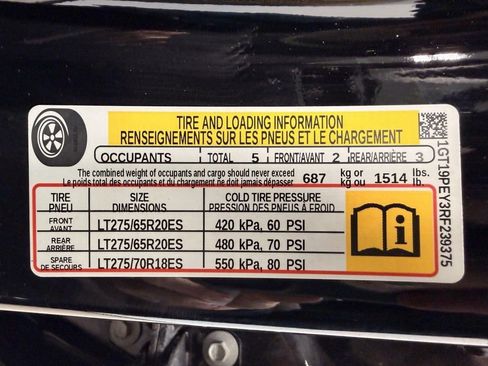 TIRE AND LOADING INFORMATION
RENSEIGNEMENTS SUR LES PNEUS ET LE CHARGEMENT
OCCUPANTS TOTAL 5 FRONT/AVANT 2 REAR/ARRIÈRE 3
The combined weight of occupants and cargo should never exceed 687 kg or 1514 lbs.
Le poids total des occupants et du chargement ne doit jamais dépasser kg ou lb.
TIRE SIZE COLD TIRE PRESSURE
PNEU DIMENSIONS PRESSION DES PNEUS À FROID
FRONT
AVANT LT275/65R20ES 420 kPa, 60 PSI
REAR
ARRIÈRE LT275/65R20ES 480 kPa, 70 PSI
SPARE
DE SECOURS LT275/70R18ES 550 kPa, 80 PSI
1GT19PEY3RF239375